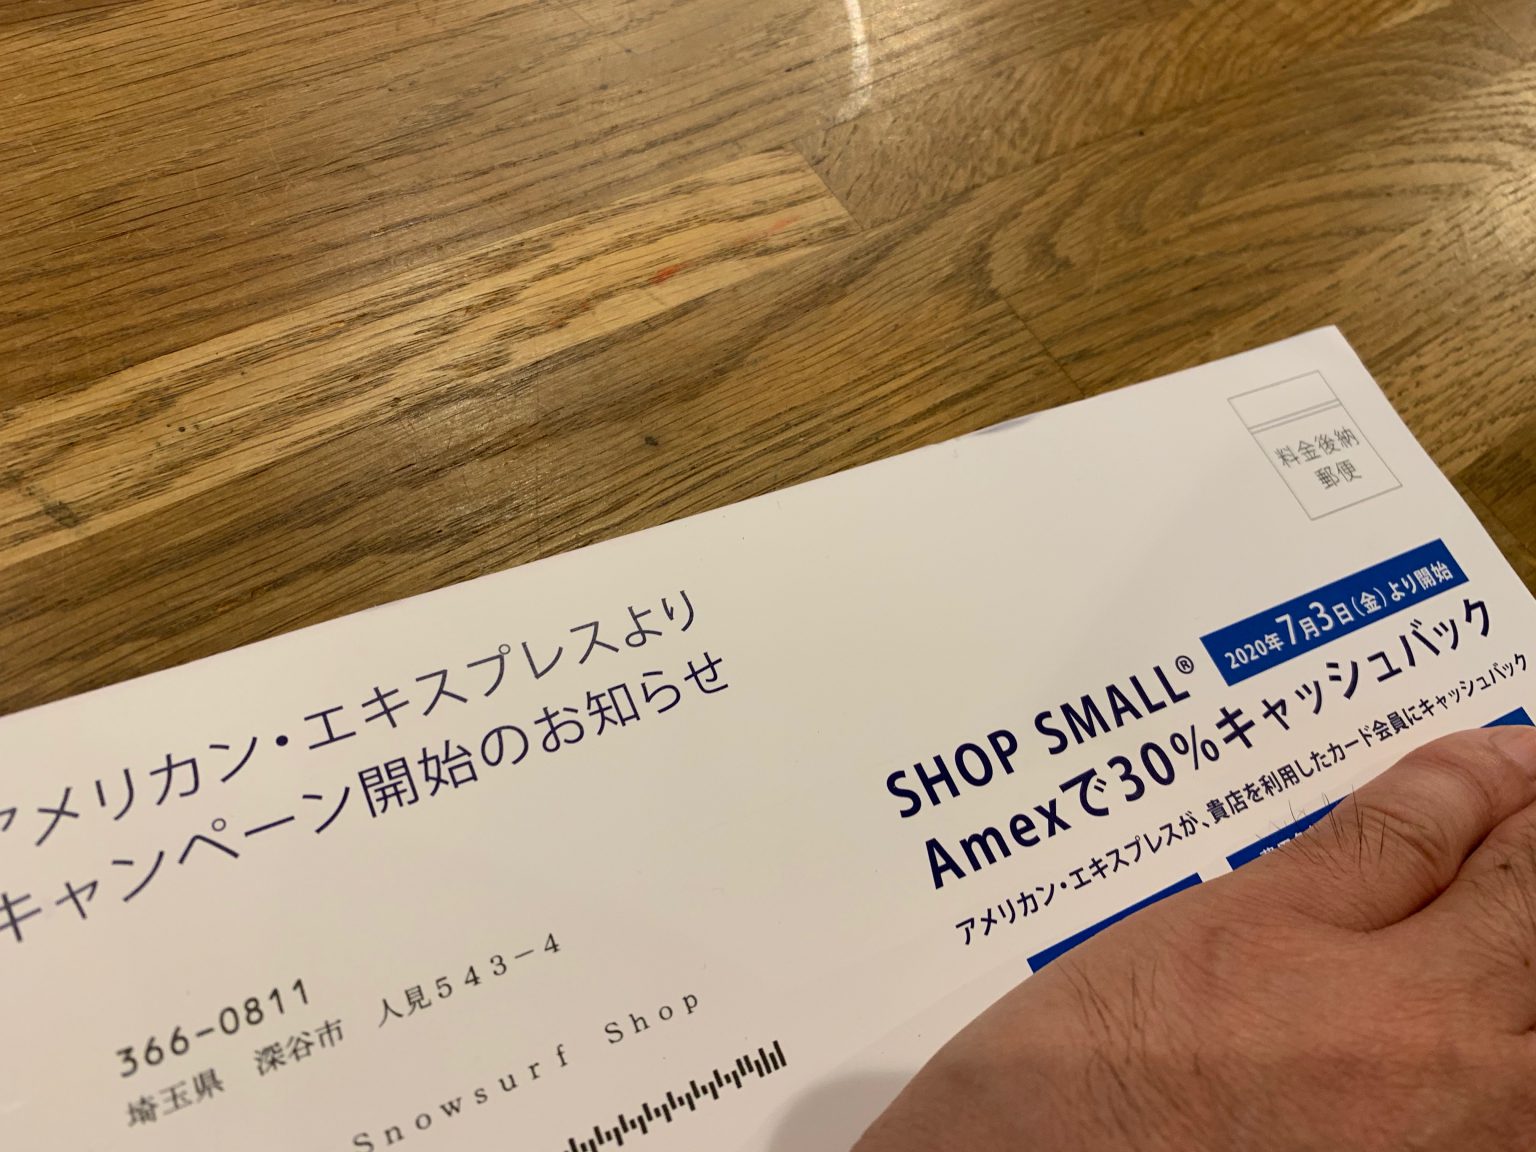 料金後納
郵便
アメリカン・エキスプレスより
キャンペーン開始のお知らせ
2020年7月3日(金)より開始
SHOP SMALL®
Amexで30%キャッシュバック
アメリカン・エキスプレスが、貴店を利用したカード会員にキャッシュバック
366-0811
埼玉県 深谷市 人見543-4
Snowsurf Shop